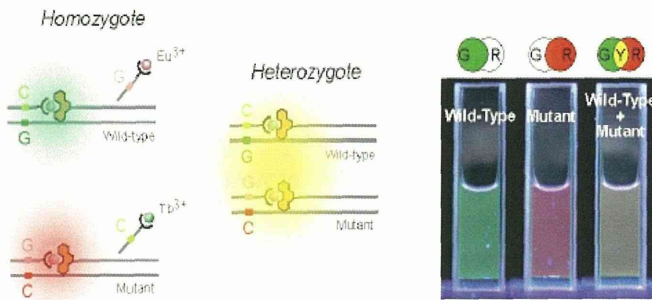 Homozygote
G
Eu3+
C
G
Wild-type
Heterozygote
C
G
Wild-type
G
C
Mutant
C
Tb3+
G
C
Mutant
G R
G R
G Y R
Wild-Type
Mutant
Wild-Type
+
Mutant